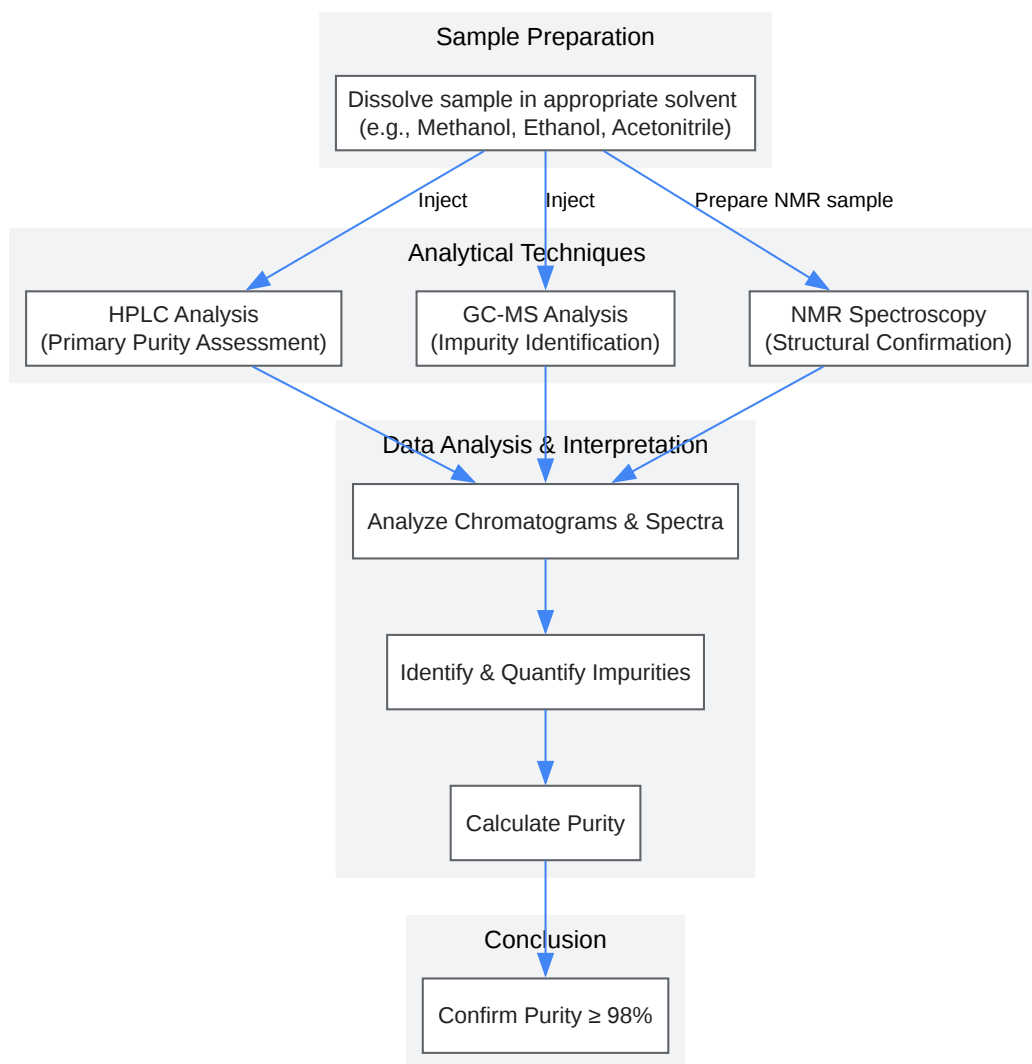 Sample Preparation
Dissolve sample in appropriate solvent
(e.g., Methanol, Ethanol, Acetonitrile)
Inject
Inject
Prepare NMR sample
Analytical Techniques
HPLC Analysis
(Primary Purity Assessment)
GC-MS Analysis
(Impurity Identification)
NMR Spectroscopy
(Structural Confirmation)
Data Analysis & Interpretation
Analyze Chromatograms & Spectra
Identify & Quantify Impurities
Calculate Purity
Conclusion
Confirm Purity ≥ 98%